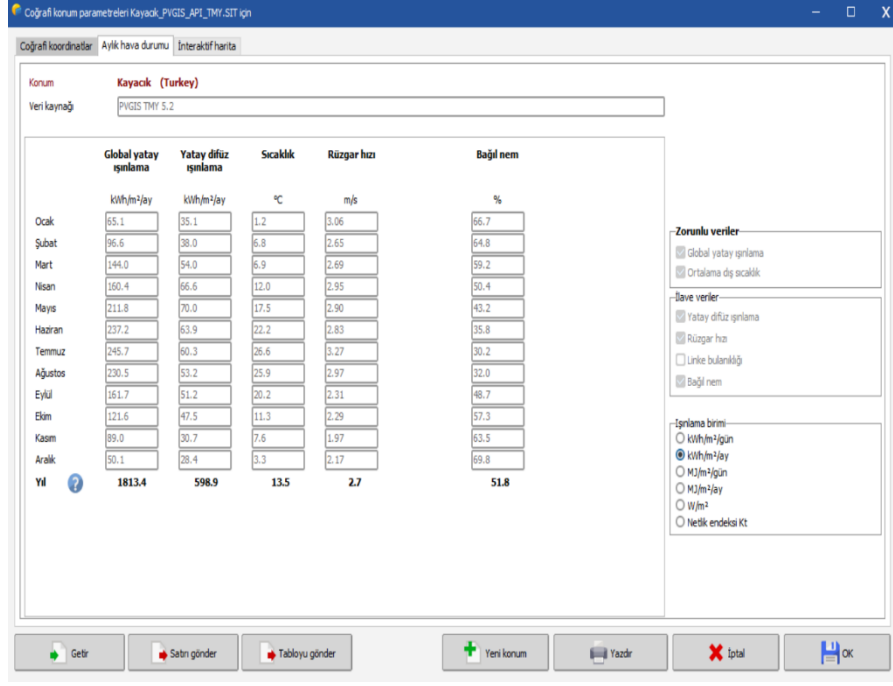 Coğrafi konum parametreleri Kayacık_PVGIS_API_TMY.SIT için
Coğrafi koordinatlar Aylık hava durumu İnteraktif harita
Konum Kayacık (Turkey)
Veri kaynağı PVGIS TMY 5.2
Global yatay ışınlama Yatay difüz ışınlama Sıcaklık Rüzgar hızı Bağıl nem
kWh/m²/ay kWh/m²/ay °C m/s %
Ocak 65.1 35.1 1.2 3.06 66.7
Şubat 96.6 38.0 6.8 2.65 64.8
Mart 144.0 54.0 6.9 2.69 59.2
Nisan 160.4 66.6 12.0 2.95 50.4
Mayıs 211.8 70.0 17.5 2.90 43.2
Haziran 237.2 63.9 22.2 2.83 35.8
Temmuz 245.7 60.3 26.6 3.27 30.2
Ağustos 230.5 53.2 25.9 2.97 32.0
Eylül 161.7 51.2 20.2 2.31 48.7
Ekim 121.6 47.5 11.3 2.29 57.3
Kasım 89.0 30.7 7.6 1.97 63.5
Aralık 50.1 28.4 3.3 2.17 69.8
Yıl ? 1813.4 598.9 13.5 2.7 51.8
Zorunlu veriler
Global yatay ışınlama
Ortalama dış sıcaklık
İlave veriler
Yatay difüz ışınlama
Rüzgar hızı
Linke bulanıklığı
Bağıl nem
Işınlama birimi
kWh/m²/gün
kWh/m²/ay
MJ/m²/gün
MJ/m²/ay
W/m²
Netlik endeksi Kt
Getir Satırı gönder Tabloyu gönder Yeni konum Yazdır İptal OK